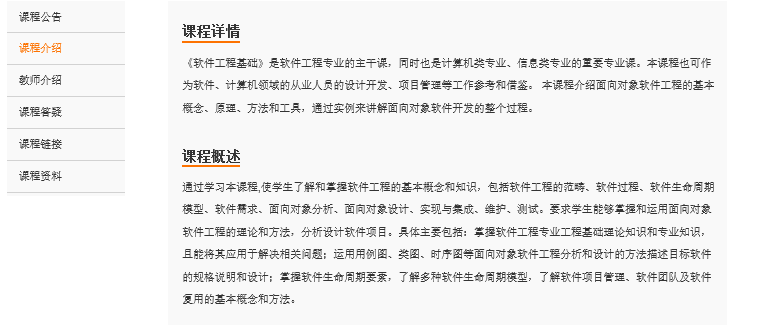 课程公告
课程介绍
教师介绍
课程答疑
课程链接
课程资料
课程详情
《软件工程基础》是软件工程专业的主干课，同时也是计算机类专业、信息类专业的重要专业课。本课程也可作
为软件、计算机领域的从业人员的设计开发、项目管理等工作参考和借鉴。 本课程介绍面向对象软件工程的基本
概念、原理、方法和工具，通过实例来讲解面向对象软件开发的整个过程。
课程概述
通过学习本课程,使学生了解和掌握软件工程的基本概念和知识，包括软件工程的范畴、软件过程、软件生命周期
模型、软件需求、面向对象分析、面向对象设计、实现与集成、维护、测试。要求学生能够掌握和运用面向对象
软件工程的理论和方法，分析设计软件项目。具体主要包括：掌握软件工程专业工程基础理论知识和专业知识，
且能将其应用于解决相关问题；运用用例图、类图、时序图等面向对象软件工程分析和设计的方法描述目标软件
的规格说明和设计；掌握软件生命周期要素，了解多种软件生命周期模型，了解软件项目管理、软件团队及软件
复用的基本概念和方法。